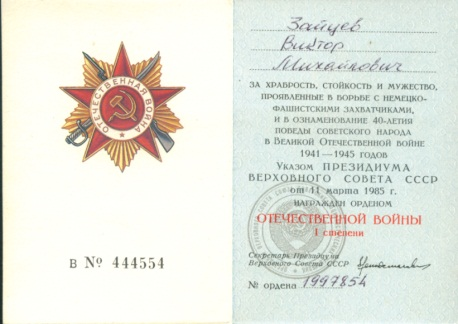 ОТЕЧЕСТВЕННАЯ ВОЙНА
В № 444554
Зайцев
Виктор
Михайлович
ЗА ХРАБРОСТЬ, СТОЙКОСТЬ И МУЖЕСТВО,
ПРОЯВЛЕННЫЕ В БОРЬБЕ С НЕМЕЦКО-
ФАШИСТСКИМИ ЗАХВАТЧИКАМИ,
И В ОЗНАМЕНОВАНИЕ 40-ЛЕТИЯ
ПОБЕДЫ СОВЕТСКОГО НАРОДА
В ВЕЛИКОЙ ОТЕЧЕСТВЕННОЙ ВОЙНЕ
1941—1945 ГОДОВ
УКАЗОМ ПРЕЗИДИУМА
ВЕРХОВНОГО СОВЕТА СССР
от 11 марта 1985 г.
НАГРАЖДЕН ОРДЕНОМ
ОТЕЧЕСТВЕННОЙ ВОЙНЫ
I степени
Секретарь Президиума
Верховного Совета СССР
№ ордена 1997854